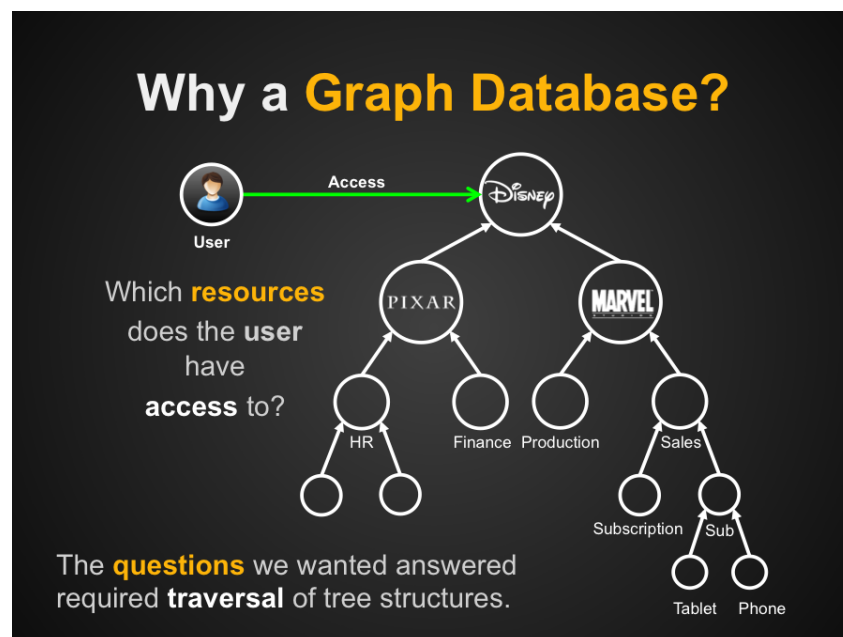 Why a Graph Database?
Access
DISNEY
User
Which resources
does the user
have
access to?
PIXAR
MARVEL
STUDIOS
HR
Finance
Production
Sales
Subscription
Sub
The questions we wanted answered
required traversal of tree structures.
Tablet
Phone